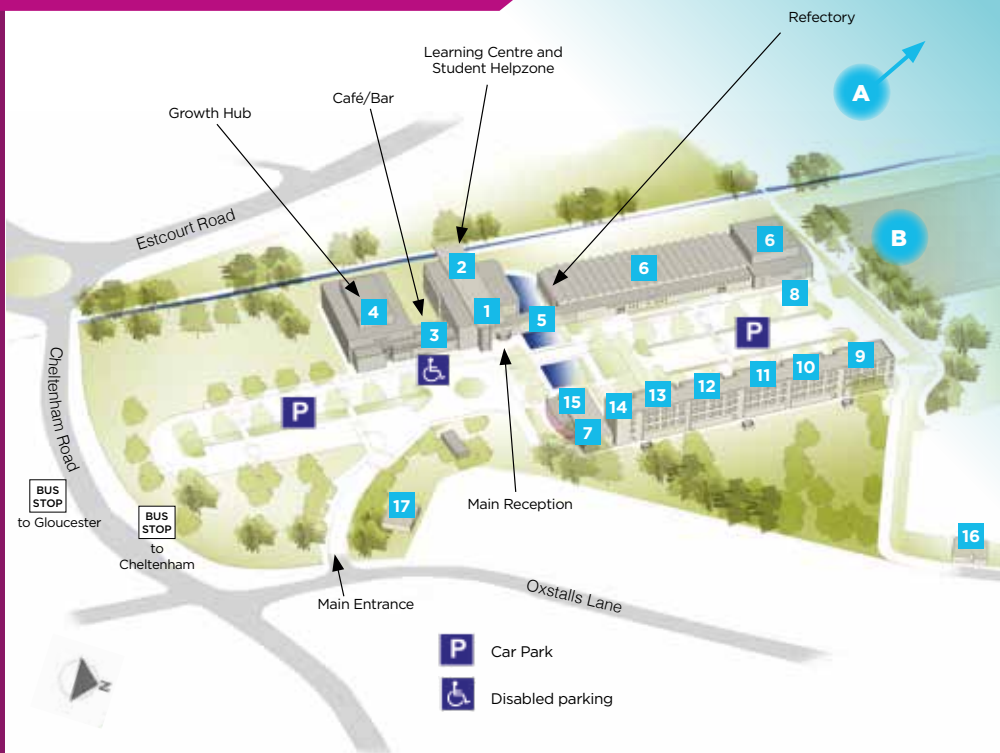 Refectory
A
Learning Centre and
Student Helpzone
Café/Bar
Growth Hub
Estcourt Road
B
6
2
6
8
4
1
5
3
P
9
10
11
12
13
14
15
7
P
Cheltenham Road
BUS
STOP
to Gloucester
BUS
STOP
to
Cheltenham
17
Main Reception
16
Main Entrance
Oxstalls Lane
P
Car Park
Disabled parking
N